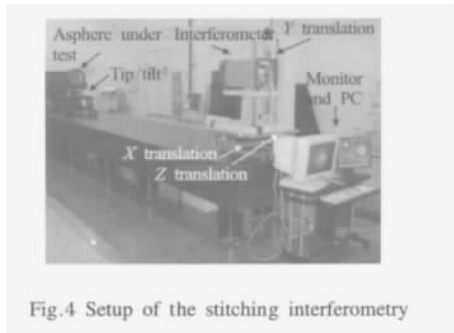 Asphere under test
Interferometer
Y translation
Tip/tilt
Monitor and PC
X translation
Z translation
Fig.4 Setup of the stitching interferometry